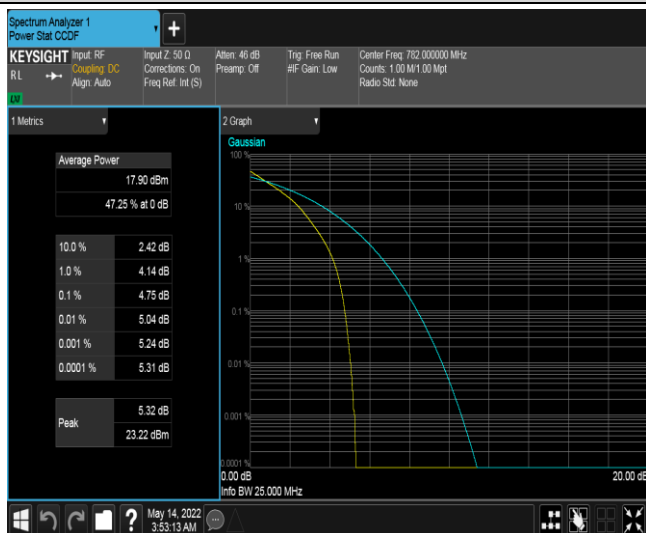 Spectrum Analyzer 1
Power Stat CCDF
+
KEYSIGHT
RL
Input: RF
Coupling: DC
Align: Auto
Input Z: 50 Ω
Corrections: On
Freq Ref: Int (S)
Atten: 46 dB
Preamp: Off
Trig: Free Run
#IF Gain: Low
Center Freq: 782.000000 MHz
Counts: 1.00 M/1.00 Mpt
Radio Std: None
1 Metrics
Average Power
17.90 dBm
47.25 % at 0 dB
10.0 % 2.42 dB
1.0 % 4.14 dB
0.1 % 4.75 dB
0.01 % 5.04 dB
0.001 % 5.24 dB
0.0001 % 5.31 dB
Peak
5.32 dB
23.22 dBm
2 Graph
Gaussian
100 %
10 %
1 %
0.1 %
0.01 %
0.001 %
0.0001 %
0.00 dB 20.00 dB
Info BW 25.000 MHz
?
May 14, 2022
3:53:13 AM